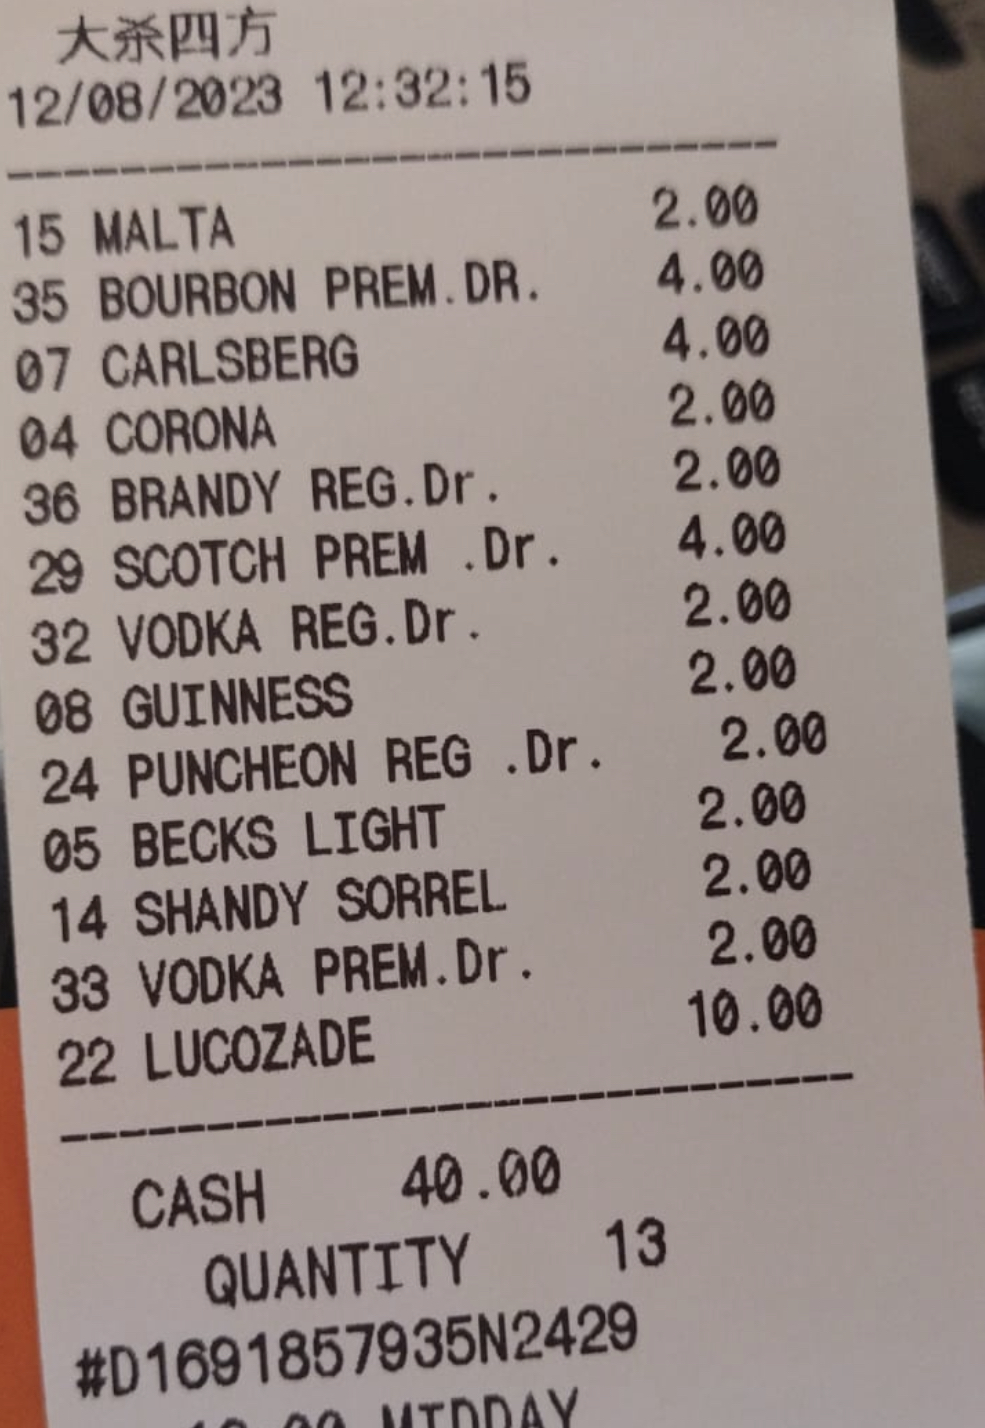 大杀四方
12/08/2023 12:32:15
15 MALTA 2.00
35 BOURBON PREM.DR. 4.00
07 CARLSBERG 4.00
04 CORONA 2.00
36 BRANDY REG.Dr. 2.00
29 SCOTCH PREM .Dr. 4.00
32 VODKA REG.Dr. 2.00
08 GUINNESS 2.00
24 PUNCHEON REG .Dr. 2.00
05 BECKS LIGHT 2.00
14 SHANDY SORREL 2.00
33 VODKA PREM.Dr. 2.00
22 LUCOZADE 10.00
CASH 40.00
QUANTITY 13
#D1691857935N2429
MIDDAY